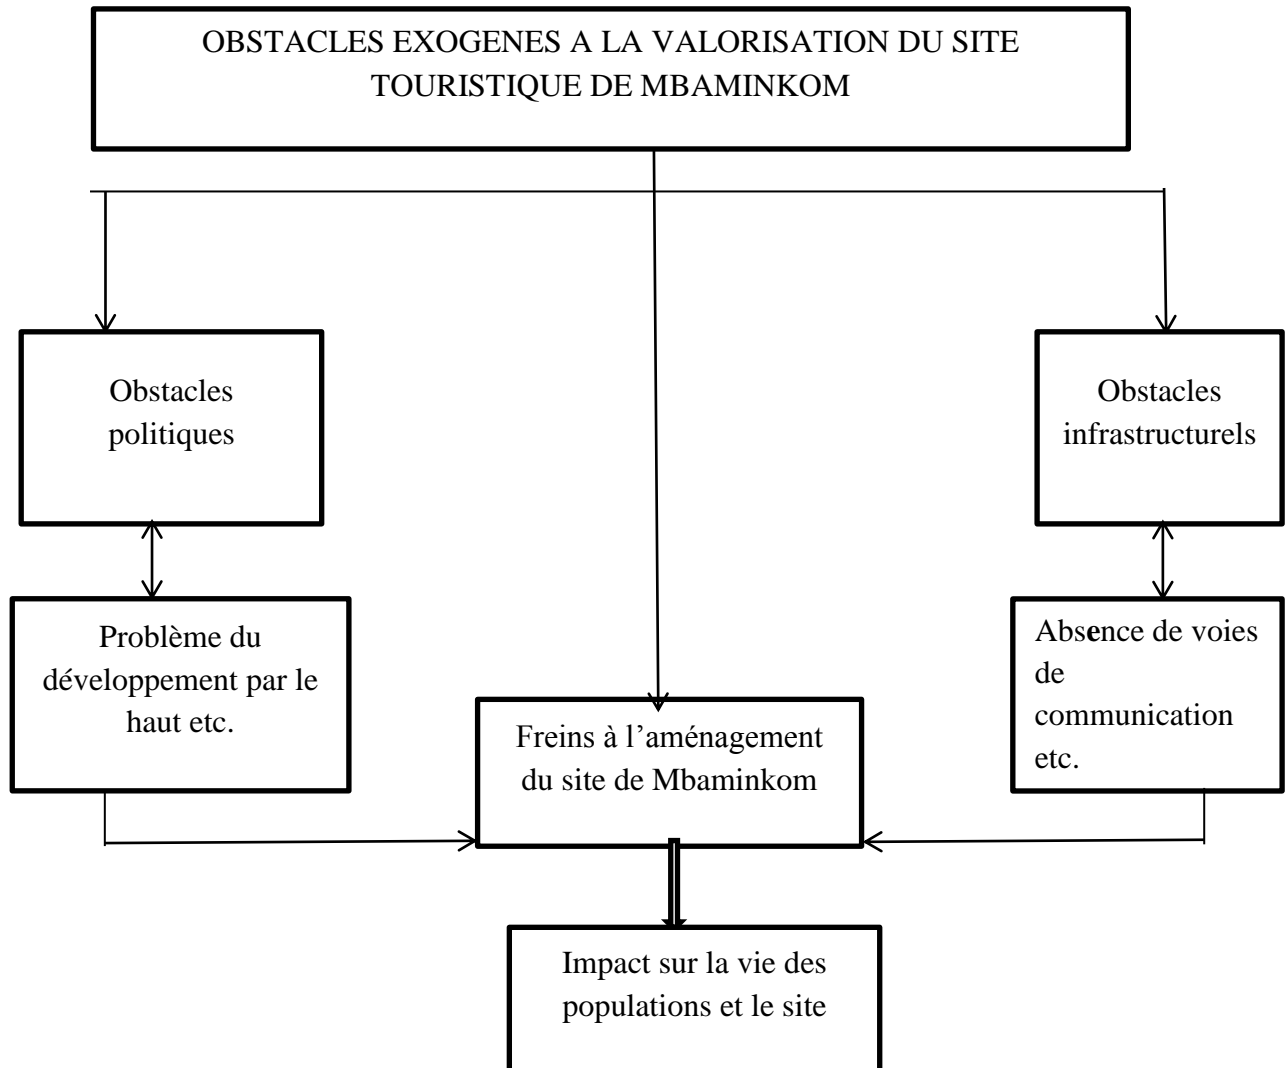 OBSTACLES EXOGENES A LA VALORISATION DU SITE
TOURISTIQUE DE MBAMINKOM
Obstacles
politiques
Obstacles
infrastructurels
Problème du
développement par le
haut etc.
Absence de voies
de
communication
etc.
Freins à l’aménagement
du site de Mbaminkom
Impact sur la vie des
populations et le site